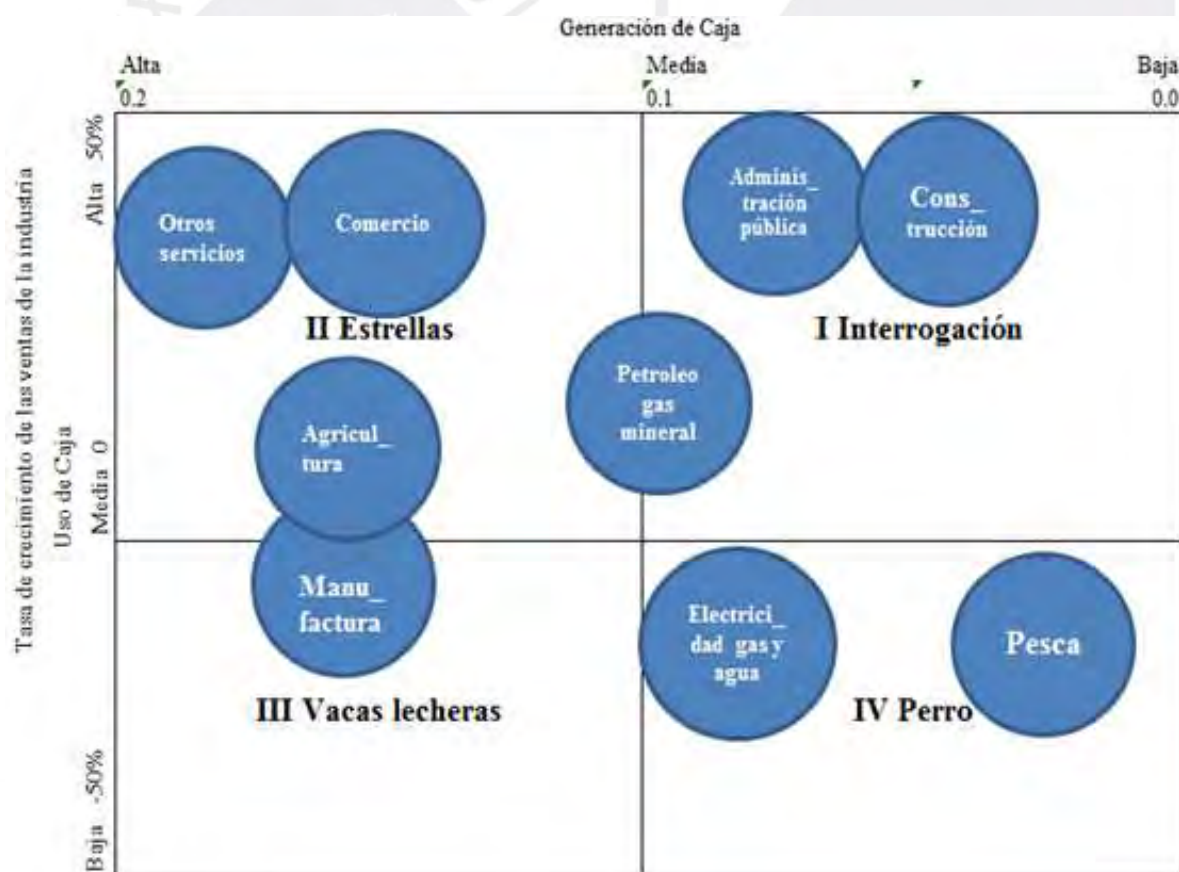 Generación de Caja
Alta
Media
Baja
0.2
0.1
0.0
Tasa de crecimiento de las ventas de la industria
Uso de Caja
Alta 50%
Media 0
Baja -50%
Otros
servicios
Comercio
Adminis_
tración
pública
Cons_
trucción
II Estrellas
I Interrogación
Petroleo
gas
mineral
Agricul_
tura
Manu_
factura
Electrici_
dad gas y
agua
Pesca
III Vacas lecheras
IV Perro